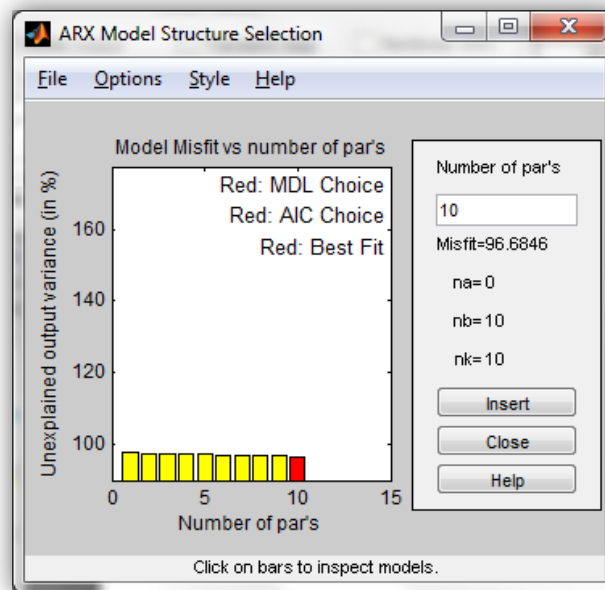 ARX Model Structure Selection
File Options Style Help
Model Misfit vs number of par's
Unexplained output variance (in %)
Red: MDL Choice
Red: AIC Choice
Red: Best Fit
160
140
120
100
0 5 10 15
Number of par's
Number of par's
10
Misfit=96.6846
na= 0
nb= 10
nk= 10
Insert
Close
Help
Click on bars to inspect models.